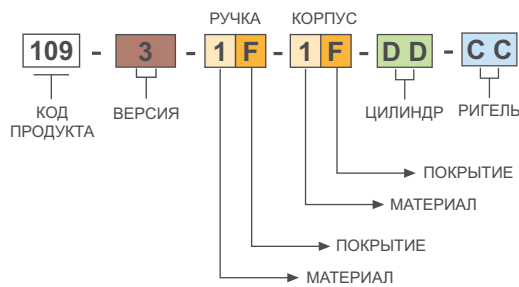 РУЧКА КОРПУС
109 - 3 - 1 F - 1 F - D D - C C
КОД ПРОДУКТА ВЕРСИЯ ЦИЛИНДР РИГЕЛЬ
ПОКРЫТИЕ
МАТЕРИАЛ
ПОКРЫТИЕ
МАТЕРИАЛ